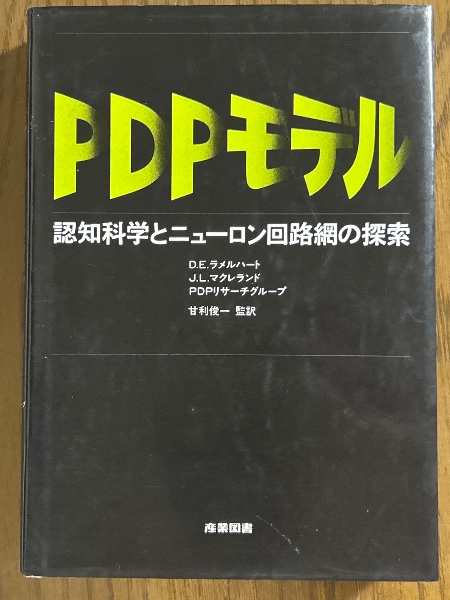 PDPモデル
認知科学とニューロン回路網の探索
D.E.ラメルハート
J.L.マクレランド
PDPリサーチグループ
甘利俊一 監訳
産業図書